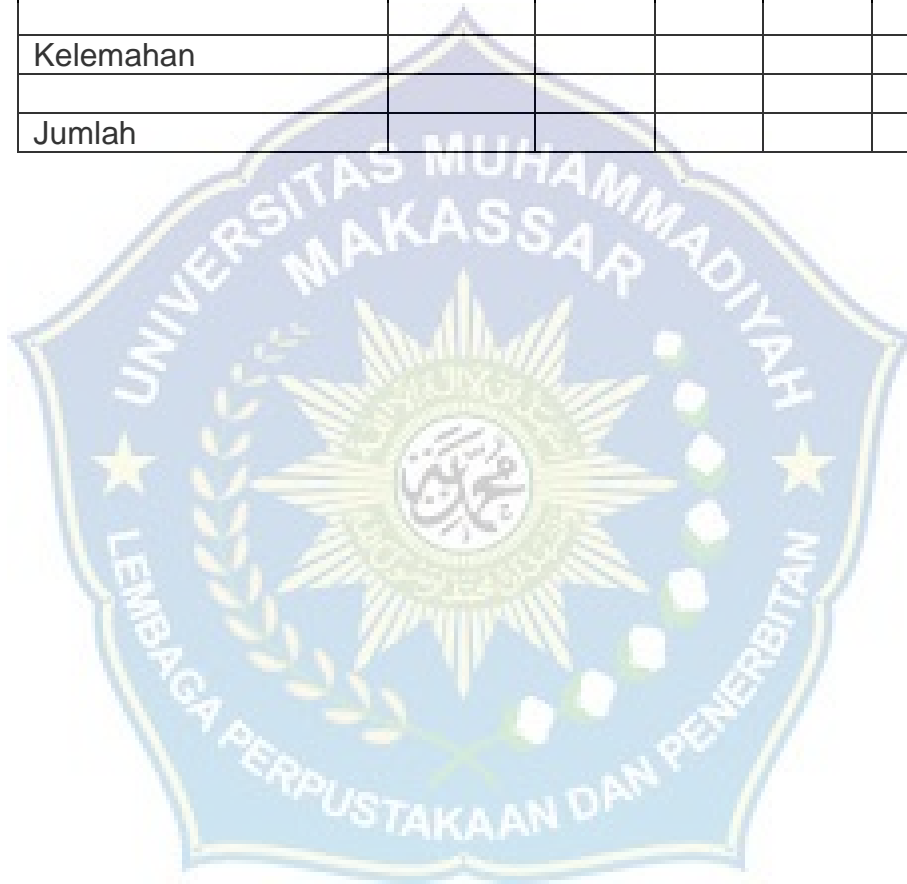 Kelemahan
Jumlah
UNIVERSITAS MUHAMMADIYAH
MAKASSAR
LEMBAGA PERPUSTAKAAN DAN PENERBITAN